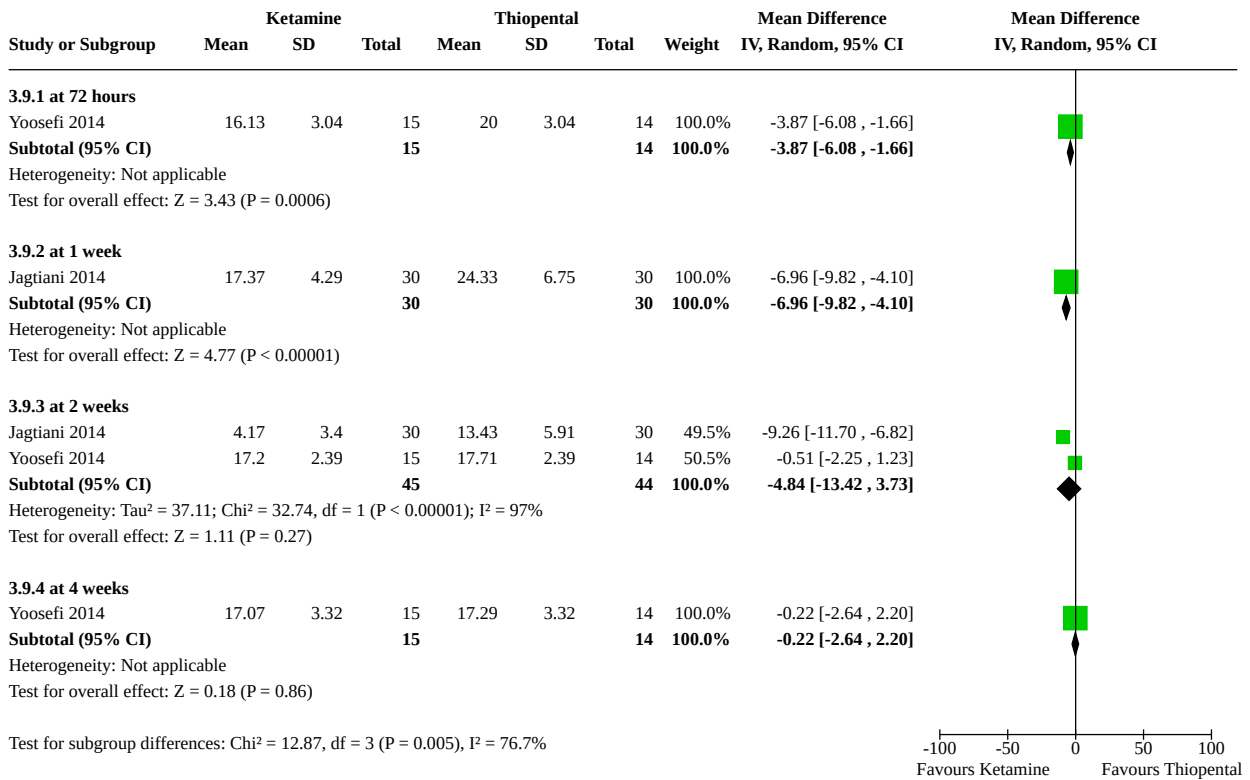 Ketamine Thiopental Mean Difference Mean Difference
Study or Subgroup Mean SD Total Mean SD Total Weight IV, Random, 95% CI IV, Random, 95% CI
3.9.1 at 72 hours
Yoosefi 2014 16.13 3.04 15 20 3.04 14 100.0% -3.87 [-6.08 , -1.66]
Subtotal (95% CI) 15 14 100.0% -3.87 [-6.08 , -1.66]
Heterogeneity: Not applicable
Test for overall effect: Z = 3.43 (P = 0.0006)
3.9.2 at 1 week
Jagtiani 2014 17.37 4.29 30 24.33 6.75 30 100.0% -6.96 [-9.82 , -4.10]
Subtotal (95% CI) 30 30 100.0% -6.96 [-9.82 , -4.10]
Heterogeneity: Not applicable
Test for overall effect: Z = 4.77 (P < 0.00001)
3.9.3 at 2 weeks
Jagtiani 2014 4.17 3.4 30 13.43 5.91 30 49.5% -9.26 [-11.70 , -6.82]
Yoosefi 2014 17.2 2.39 15 17.71 2.39 14 50.5% -0.51 [-2.25 , 1.23]
Subtotal (95% CI) 45 44 100.0% -4.84 [-13.42 , 3.73]
Heterogeneity: Tau² = 37.11; Chi² = 32.74, df = 1 (P < 0.00001); I² = 97%
Test for overall effect: Z = 1.11 (P = 0.27)
3.9.4 at 4 weeks
Yoosefi 2014 17.07 3.32 15 17.29 3.32 14 100.0% -0.22 [-2.64 , 2.20]
Subtotal (95% CI) 15 14 100.0% -0.22 [-2.64 , 2.20]
Heterogeneity: Not applicable
Test for overall effect: Z = 0.18 (P = 0.86)
Test for subgroup differences: Chi² = 12.87, df = 3 (P = 0.005), I² = 76.7%
-100 -50 0 50 100
Favours Ketamine Favours Thiopental